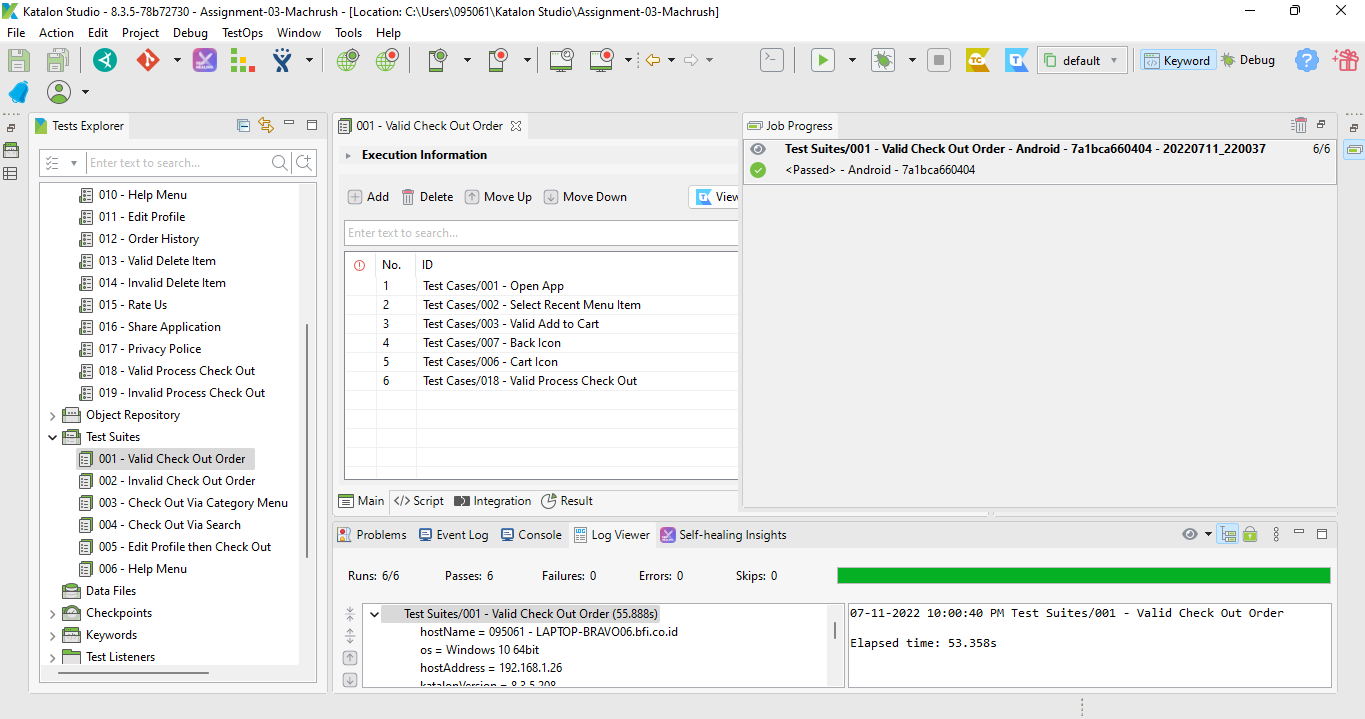 Katalon Studio - 8.3.5-78b72730 - Assignment-03-Machrush - [Location: C:\Users\095061\Katalon Studio\Assignment-03-Machrush]
File Action Edit Project Debug TestOps Window Tools Help
default Keyword Debug
Tests Explorer
Enter text to search...
010 - Help Menu
011 - Edit Profile
012 - Order History
013 - Valid Delete Item
014 - Invalid Delete Item
015 - Rate Us
016 - Share Application
017 - Privacy Police
018 - Valid Process Check Out
019 - Invalid Process Check Out
Object Repository
Test Suites
001 - Valid Check Out Order
002 - Invalid Check Out Order
003 - Check Out Via Category Menu
004 - Check Out Via Search
005 - Edit Profile then Check Out
006 - Help Menu
Data Files
Checkpoints
Keywords
Test Listeners
001 - Valid Check Out Order
Execution Information
Add Delete Move Up Move Down View
Enter text to search...
No. ID
1 Test Cases/001 - Open App
2 Test Cases/002 - Select Recent Menu Item
3 Test Cases/003 - Valid Add to Cart
4 Test Cases/007 - Back Icon
5 Test Cases/006 - Cart Icon
6 Test Cases/018 - Valid Process Check Out
Main </> Script Integration Result
Job Progress
Test Suites/001 - Valid Check Out Order - Android - 7a1bca660404 - 20220711_220037 6/6
<Passed> - Android - 7a1bca660404
Problems Event Log Console Log Viewer Self-healing Insights
Runs: 6/6 Passes: 6 Failures: 0 Errors: 0 Skips: 0
Test Suites/001 - Valid Check Out Order (55.888s)
hostName = 095061 - LAPTOP-BRAVO06.bfi.co.id
os = Windows 10 64bit
hostAddress = 192.168.1.26
katalonVersion = 8.3.5.208
07-11-2022 10:00:40 PM Test Suites/001 - Valid Check Out Order
Elapsed time: 53.358s